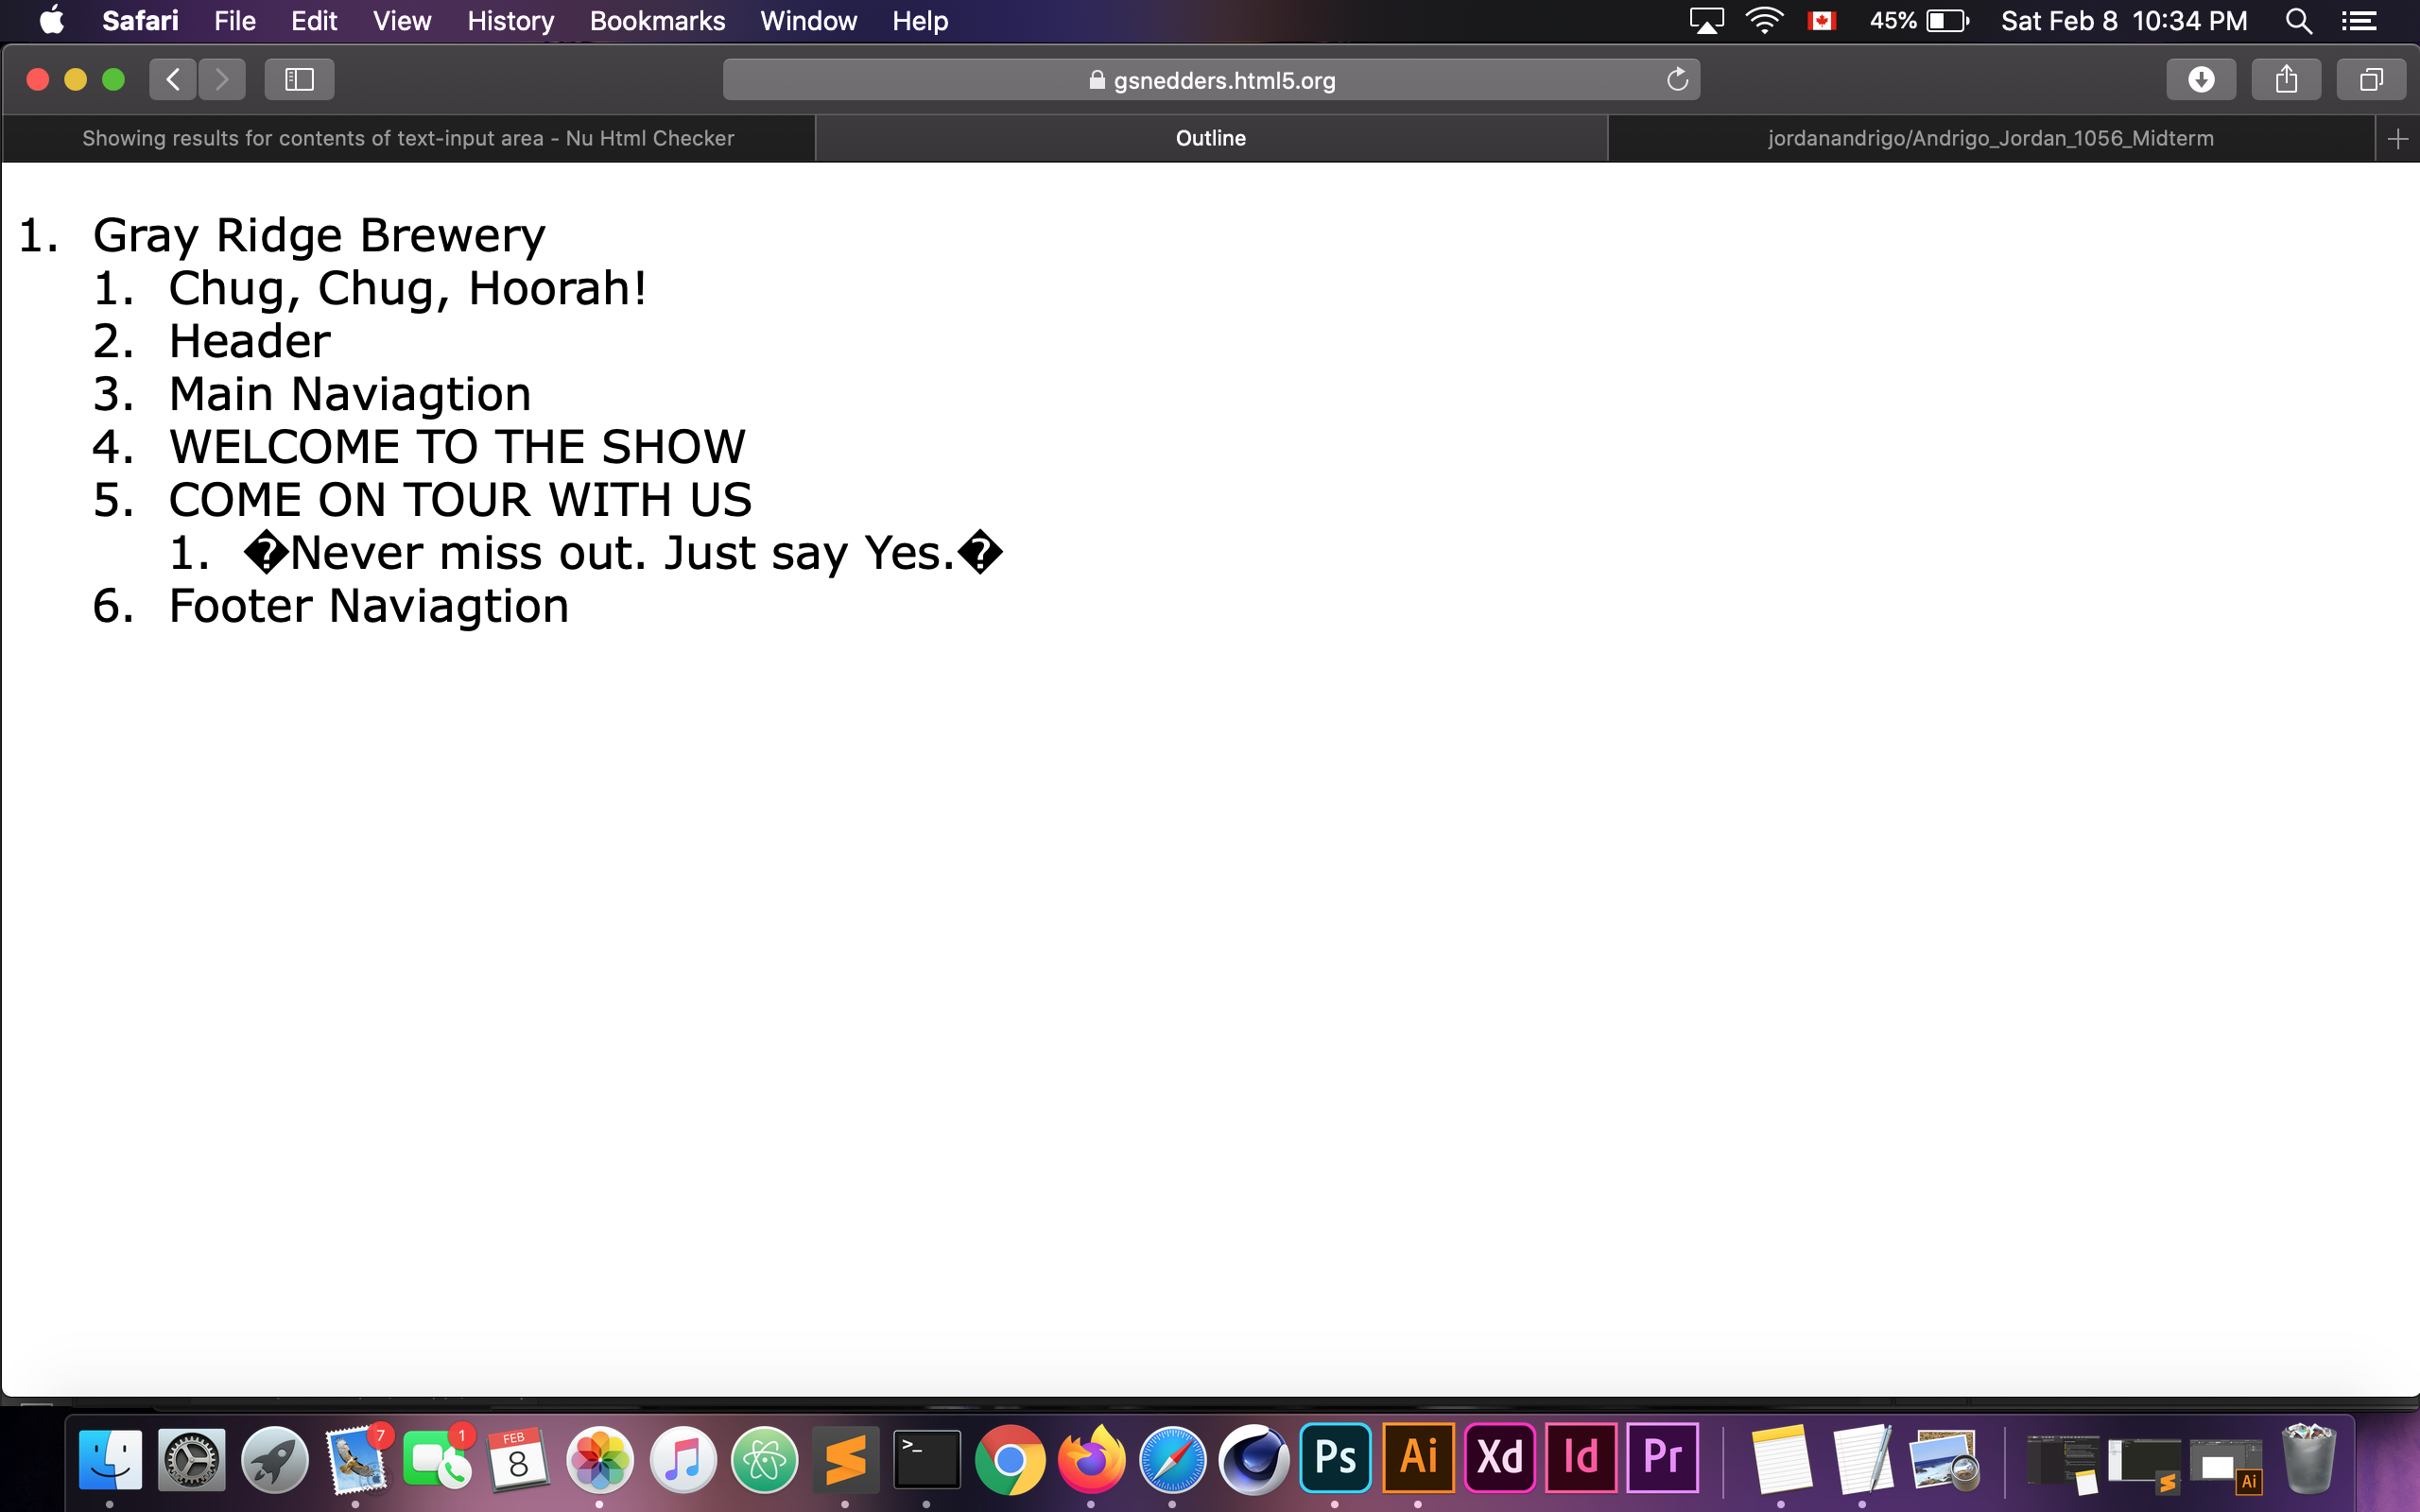 Safari File Edit View History Bookmarks Window Help 45% Sat Feb 8 10:34 PM
gsnedders.html5.org
Showing results for contents of text-input area - Nu Html Checker Outline jordanandrigo/Andrigo_Jordan_1056_Midterm
1. Gray Ridge Brewery
1. Chug, Chug, Hoorah!
2. Header
3. Main Naviagtion
4. WELCOME TO THE SHOW
5. COME ON TOUR WITH US
1. �Never miss out. Just say Yes.�
6. Footer Naviagtion
7 1 FEB 8 >_ Ps Ai Xd Id Pr Ai